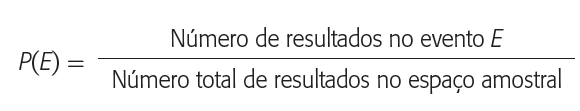 Número de resultados no evento E
P(E) =
Número total de resultados no espaço amostral